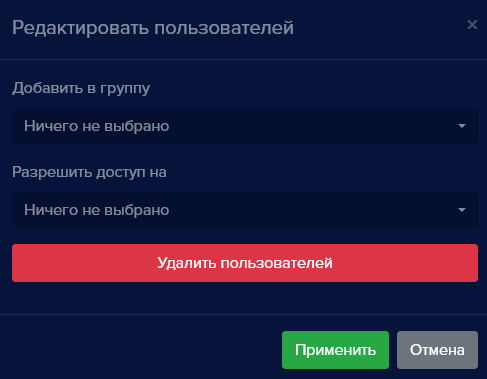 Редактировать пользователей
×
Добавить в группу
Ничего не выбрано
Разрешить доступ на
Ничего не выбрано
Удалить пользователей
Применить Отмена